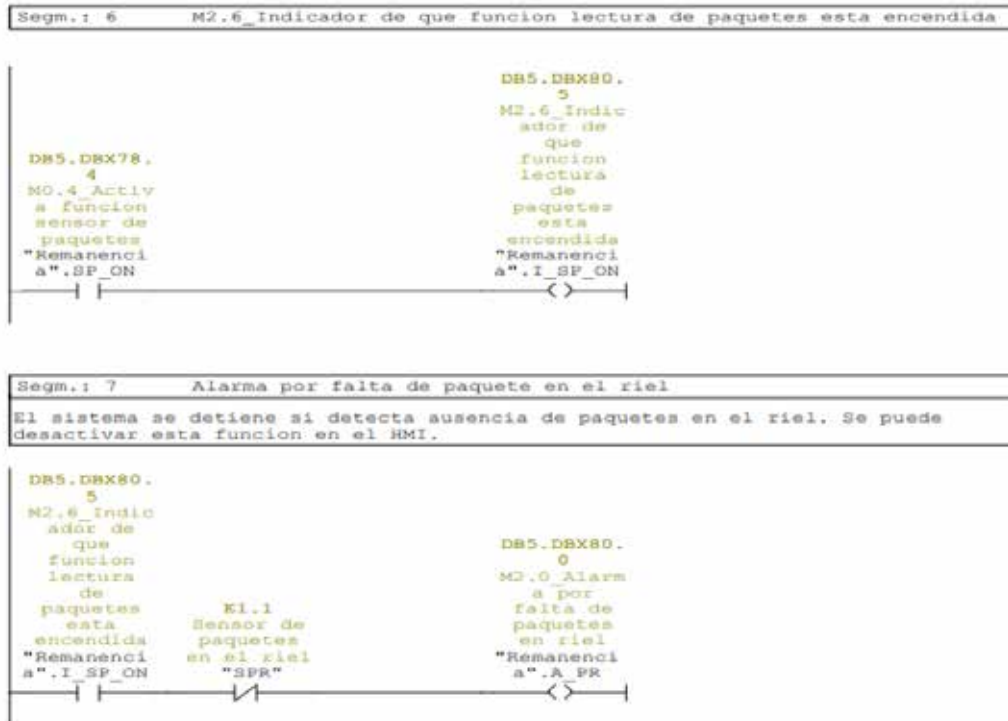 Segm.: 6 M2.6_Indicador de que funcion lectura de paquetes esta encendida
DB5.DBX80.
5
M2.6_Indic
ador de
que
funcion
lectura
de
paquetes
esta
encendida
"Remanenci
a".I_SP_ON
DB5.DBX78.
4
M0.4_Activ
a funcion
sensor de
paquetes
"Remanenci
a".SP_ON
Segm.: 7 Alarma por falta de paquete en el riel
El sistema se detiene si detecta ausencia de paquetes en el riel. Se puede
desactivar esta funcion en el HMI.
DB5.DBX80.
5
M2.6_Indic
ador de
que
funcion
lectura
de
paquetes
esta
encendida
"Remanenci
a".I_SP_ON
E1.1
Sensor de
paquetes
en el riel
"SPR"
DB5.DBX80.
0
M2.0_Alarm
a por
falta de
paquetes
en riel
"Remanenci
a".A_PR